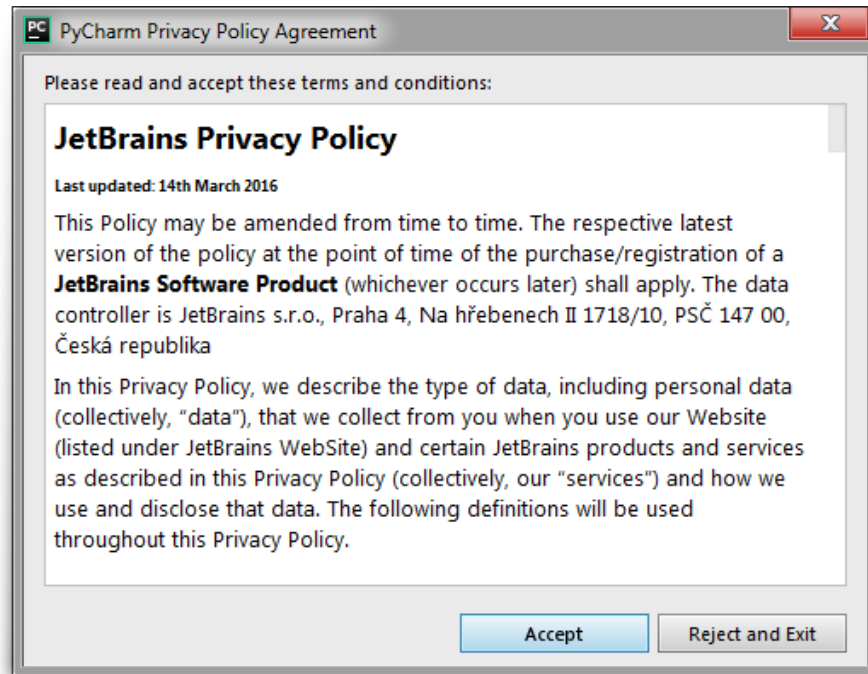 PC PyCharm Privacy Policy Agreement
Please read and accept these terms and conditions:
JetBrains Privacy Policy
Last updated: 14th March 2016
This Policy may be amended from time to time. The respective latest
version of the policy at the point of time of the purchase/registration of a
JetBrains Software Product (whichever occurs later) shall apply. The data
controller is JetBrains s.r.o., Praha 4, Na hřebenech II 1718/10, PSČ 147 00,
Česká republika
In this Privacy Policy, we describe the type of data, including personal data
(collectively, “data”), that we collect from you when you use our Website
(listed under JetBrains WebSite) and certain JetBrains products and services
as described in this Privacy Policy (collectively, our “services”) and how we
use and disclose that data. The following definitions will be used
throughout this Privacy Policy.
Accept Reject and Exit